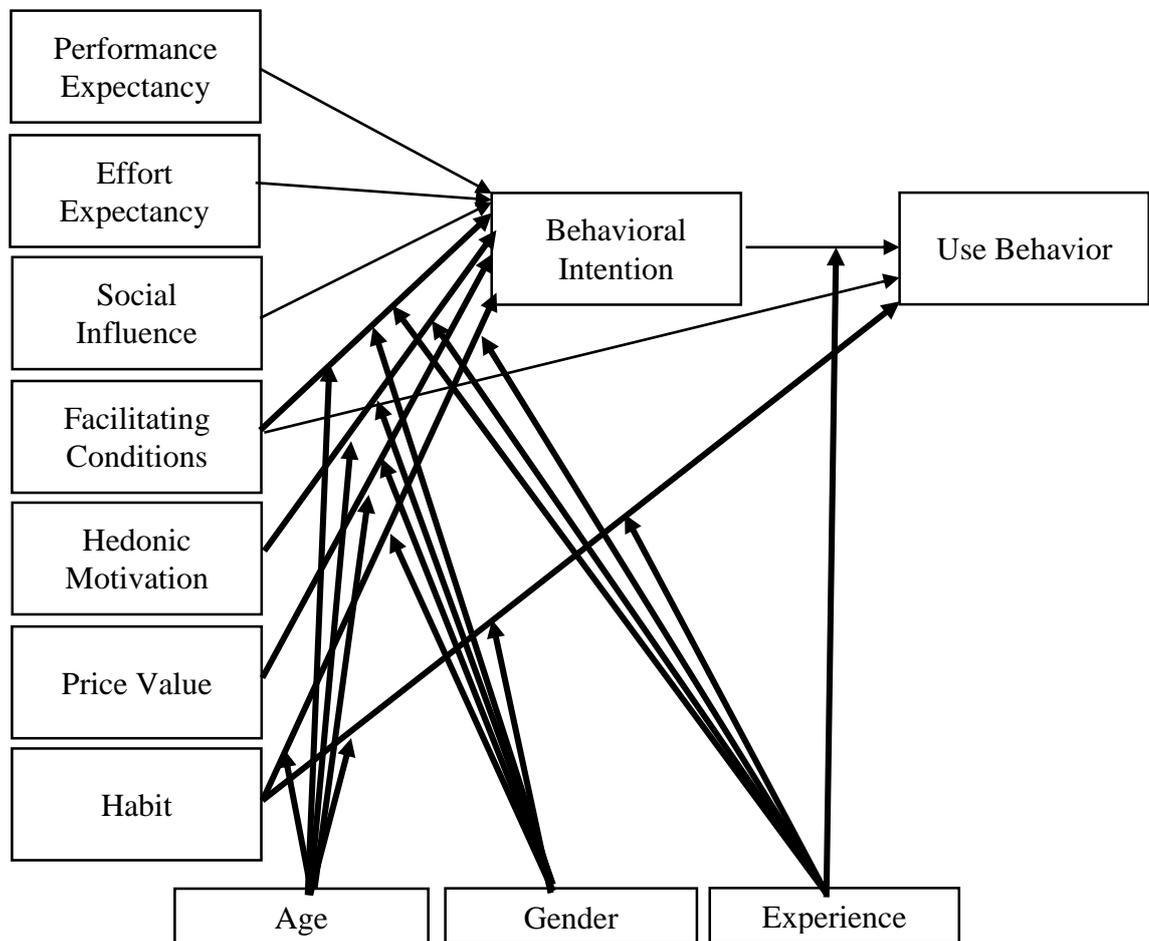 Performance
Expectancy
Effort
Expectancy
Social
Influence
Facilitating
Conditions
Hedonic
Motivation
Price Value
Habit
Behavioral
Intention
Use Behavior
Age
Gender
Experience